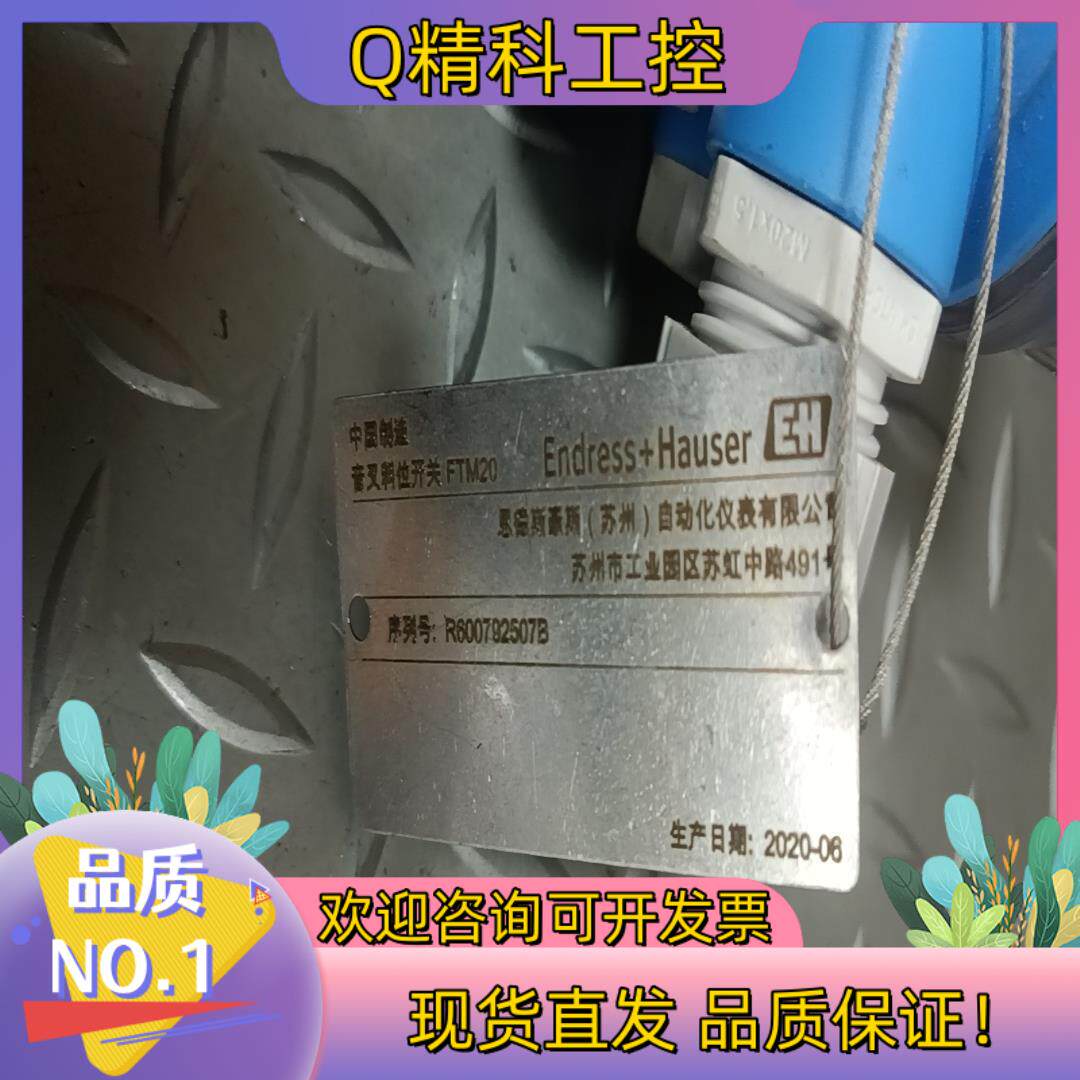 Q精科工控
M20x1.5
中国制造
音叉料位开关 FTM20
Endress+Hauser
EH
恩德斯豪斯（苏州）自动化仪表有限公
苏州市工业园区苏虹中路491
序列号: R600792507B
生产日期: 2020-06
品质
NO.1
欢迎咨询可开发票
现货直发 品质保证!